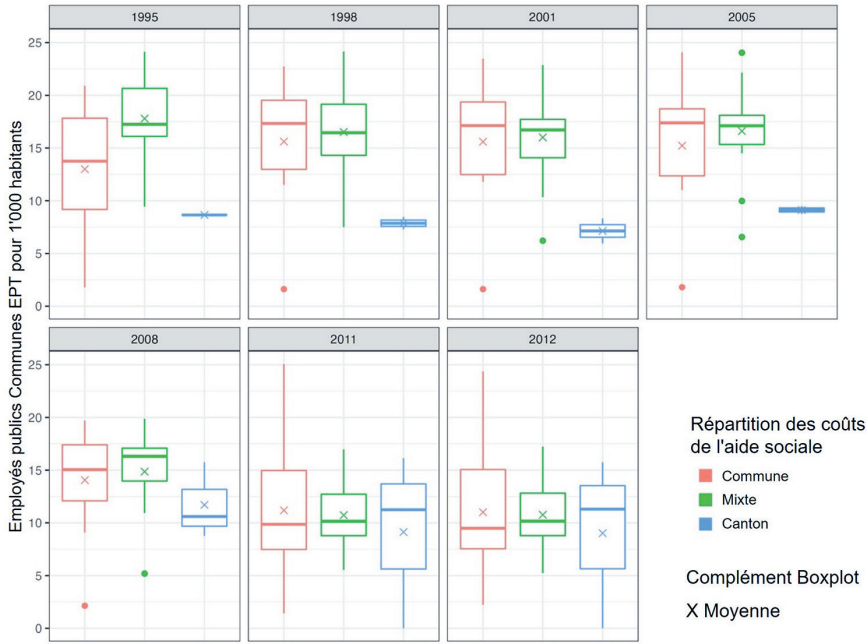 Employés publics Communes EPT pour 1'000 habitants
1995
1998
2001
2005
25
20
15
10
5
0
2008
2011
2012
25
20
15
10
5
0
Répartition des coûts
de l'aide sociale
Commune
Mixte
Canton
Complément Boxplot
X Moyenne